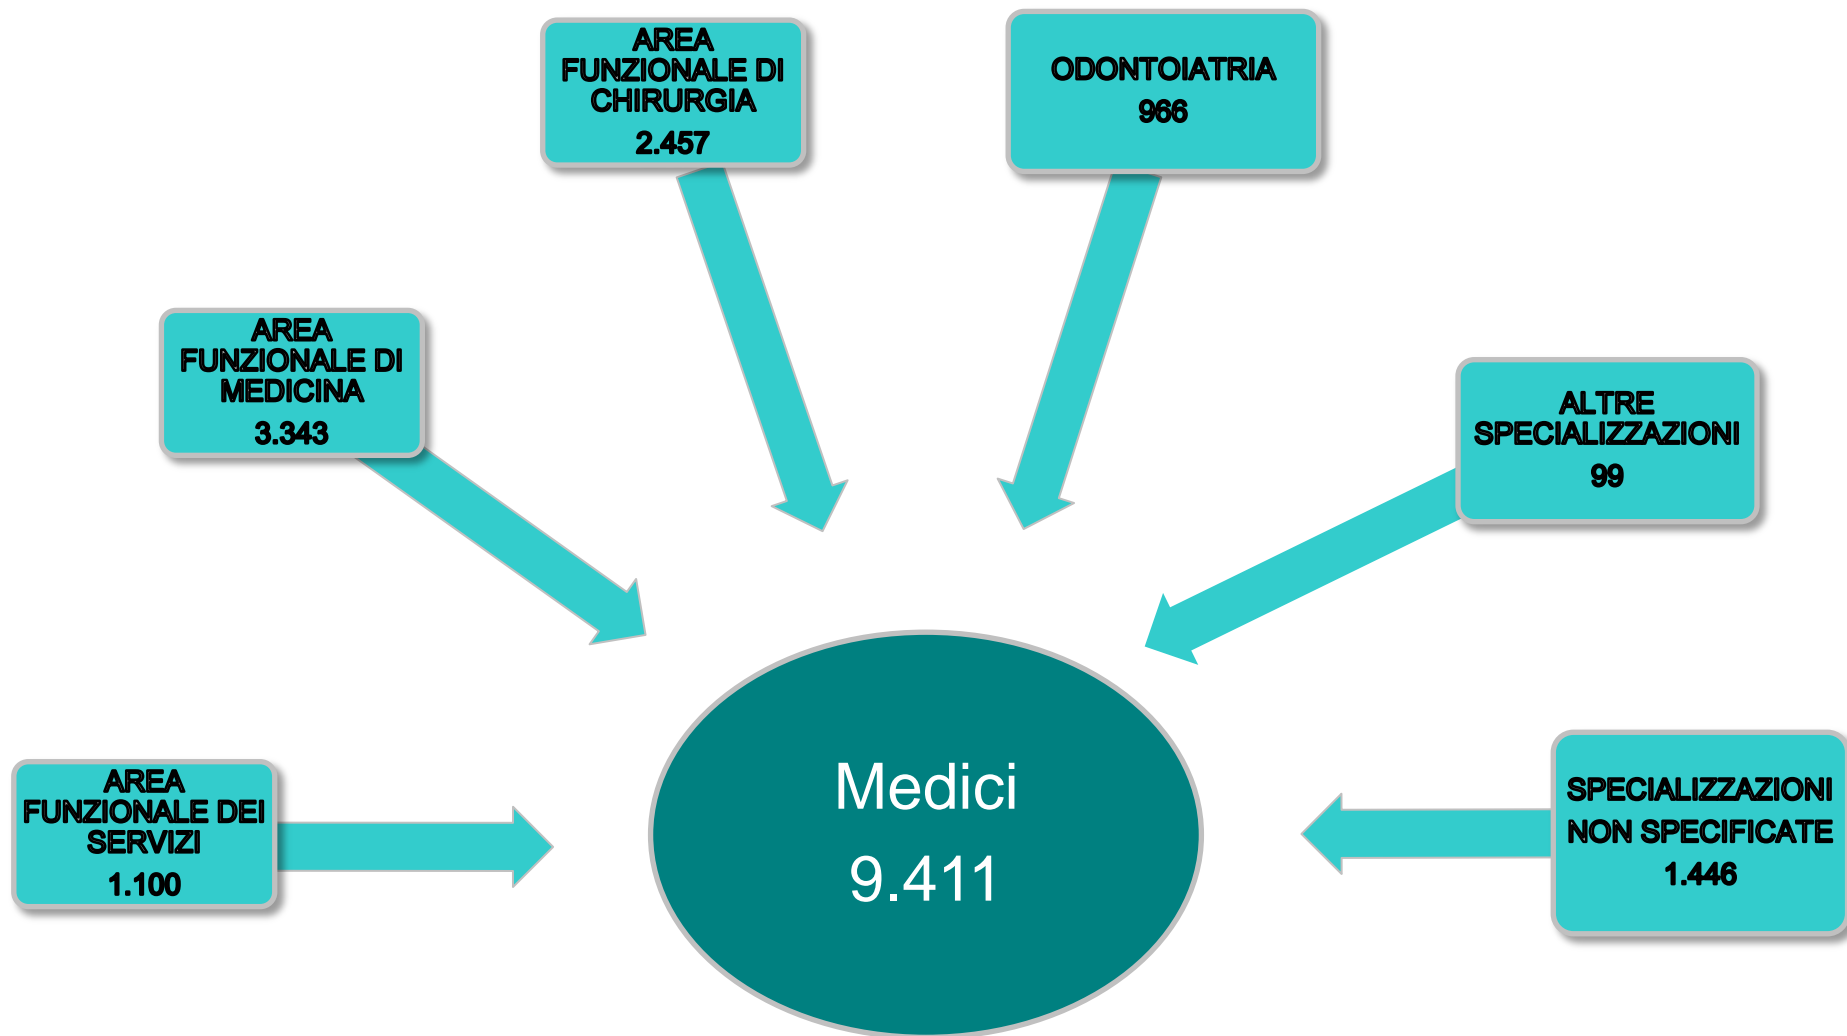 AREA
FUNZIONALE DI
CHIRURGIA
2.457
ODONTOIATRIA
966
AREA
FUNZIONALE DI
MEDICINA
3.343
ALTRE
SPECIALIZZAZIONI
99
AREA
FUNZIONALE DEI
SERVIZI
1.100
Medici
9.411
SPECIALIZZAZIONI
NON SPECIFICATE
1.446